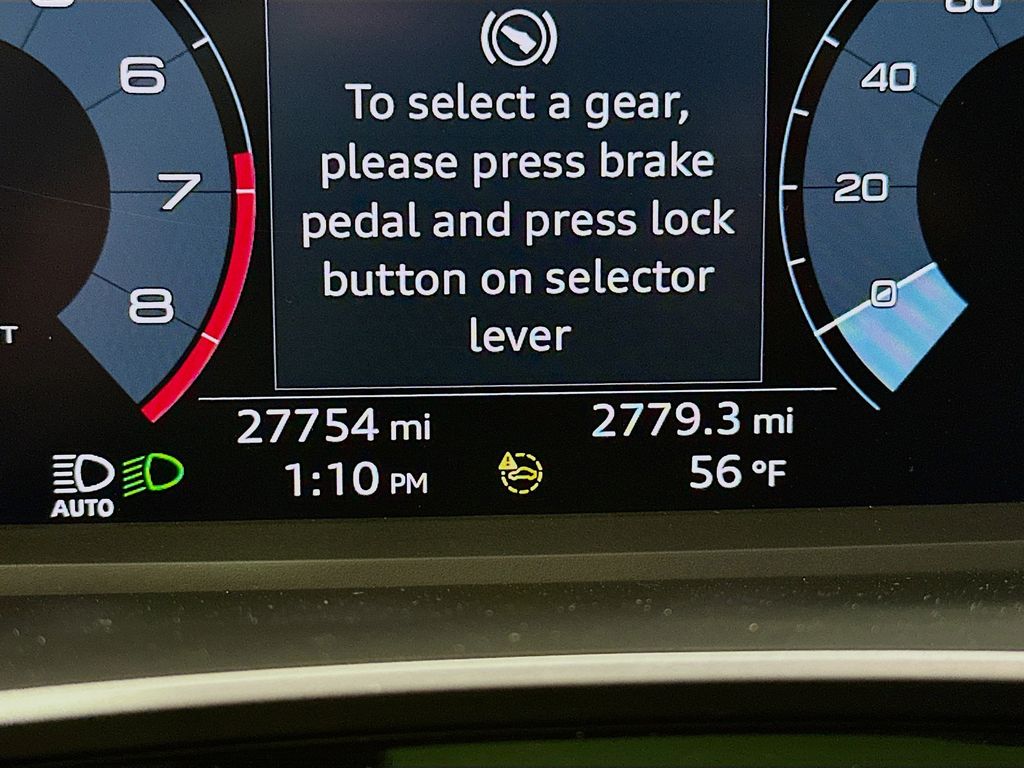 To select a gear,
please press brake
pedal and press lock
button on selector
lever
6
7
8
T
40
20
0
27754 mi
2779.3 mi
1:10 PM
56 °F
AUTO